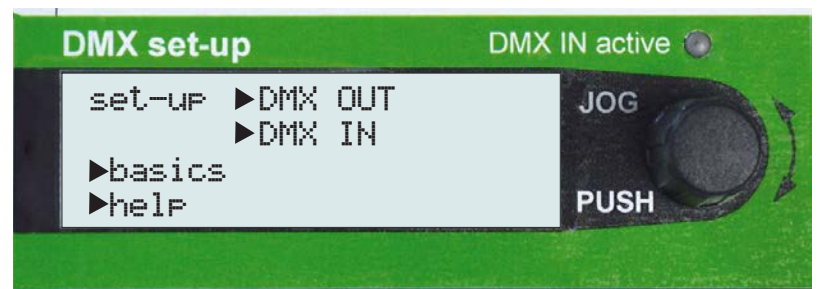 DMX set-up
DMX IN active
set-up ▶DMX OUT
▶DMX IN
▶basics
▶help
JOG
PUSH